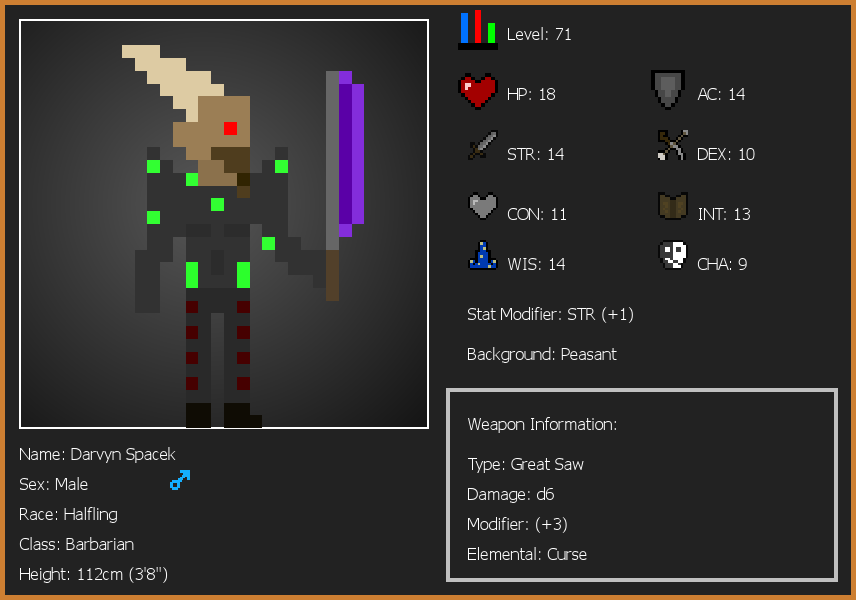 Level: 71
HP: 18
AC: 14
STR: 14
DEX: 10
CON: 11
INT: 13
WIS: 14
CHA: 9
Stat Modifier: STR (+1)
Background: Peasant
Weapon Information:
Type: Great Saw
Damage: d6
Modifier: (+3)
Elemental: Curse
Name: Darvyn Spacek
Sex: Male
Race: Halfling
Class: Barbarian
Height: 112cm (3'8")